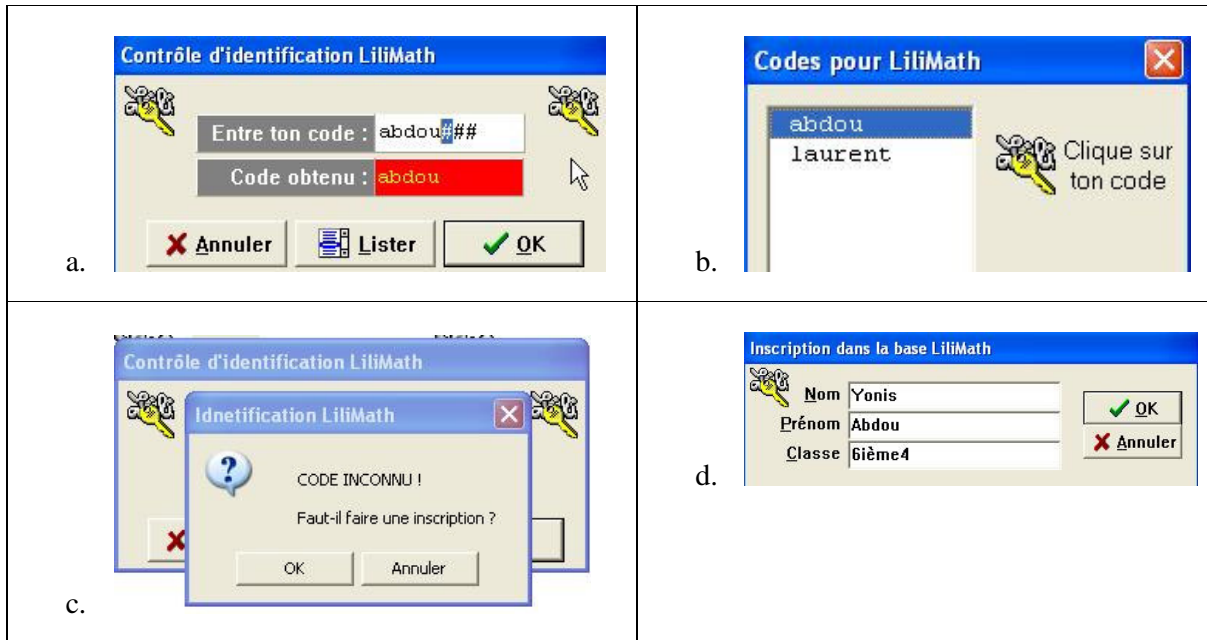 Contrôle d'identification LiliMath
Entre ton code : abdou###
Code obtenu : abdou
Annuler Lister OK
a.
Codes pour LiliMath
abdou
laurent
Clique sur
ton code
b.
Contrôle d'identification LiliMath
Idnetification LiliMath
CODE INCONNU !
Faut-il faire une inscription ?
OK Annuler
c.
Inscription dans la base LiliMath
Nom Yonis
Prénom Abdou
Classe 6ième4
OK
Annuler
d.